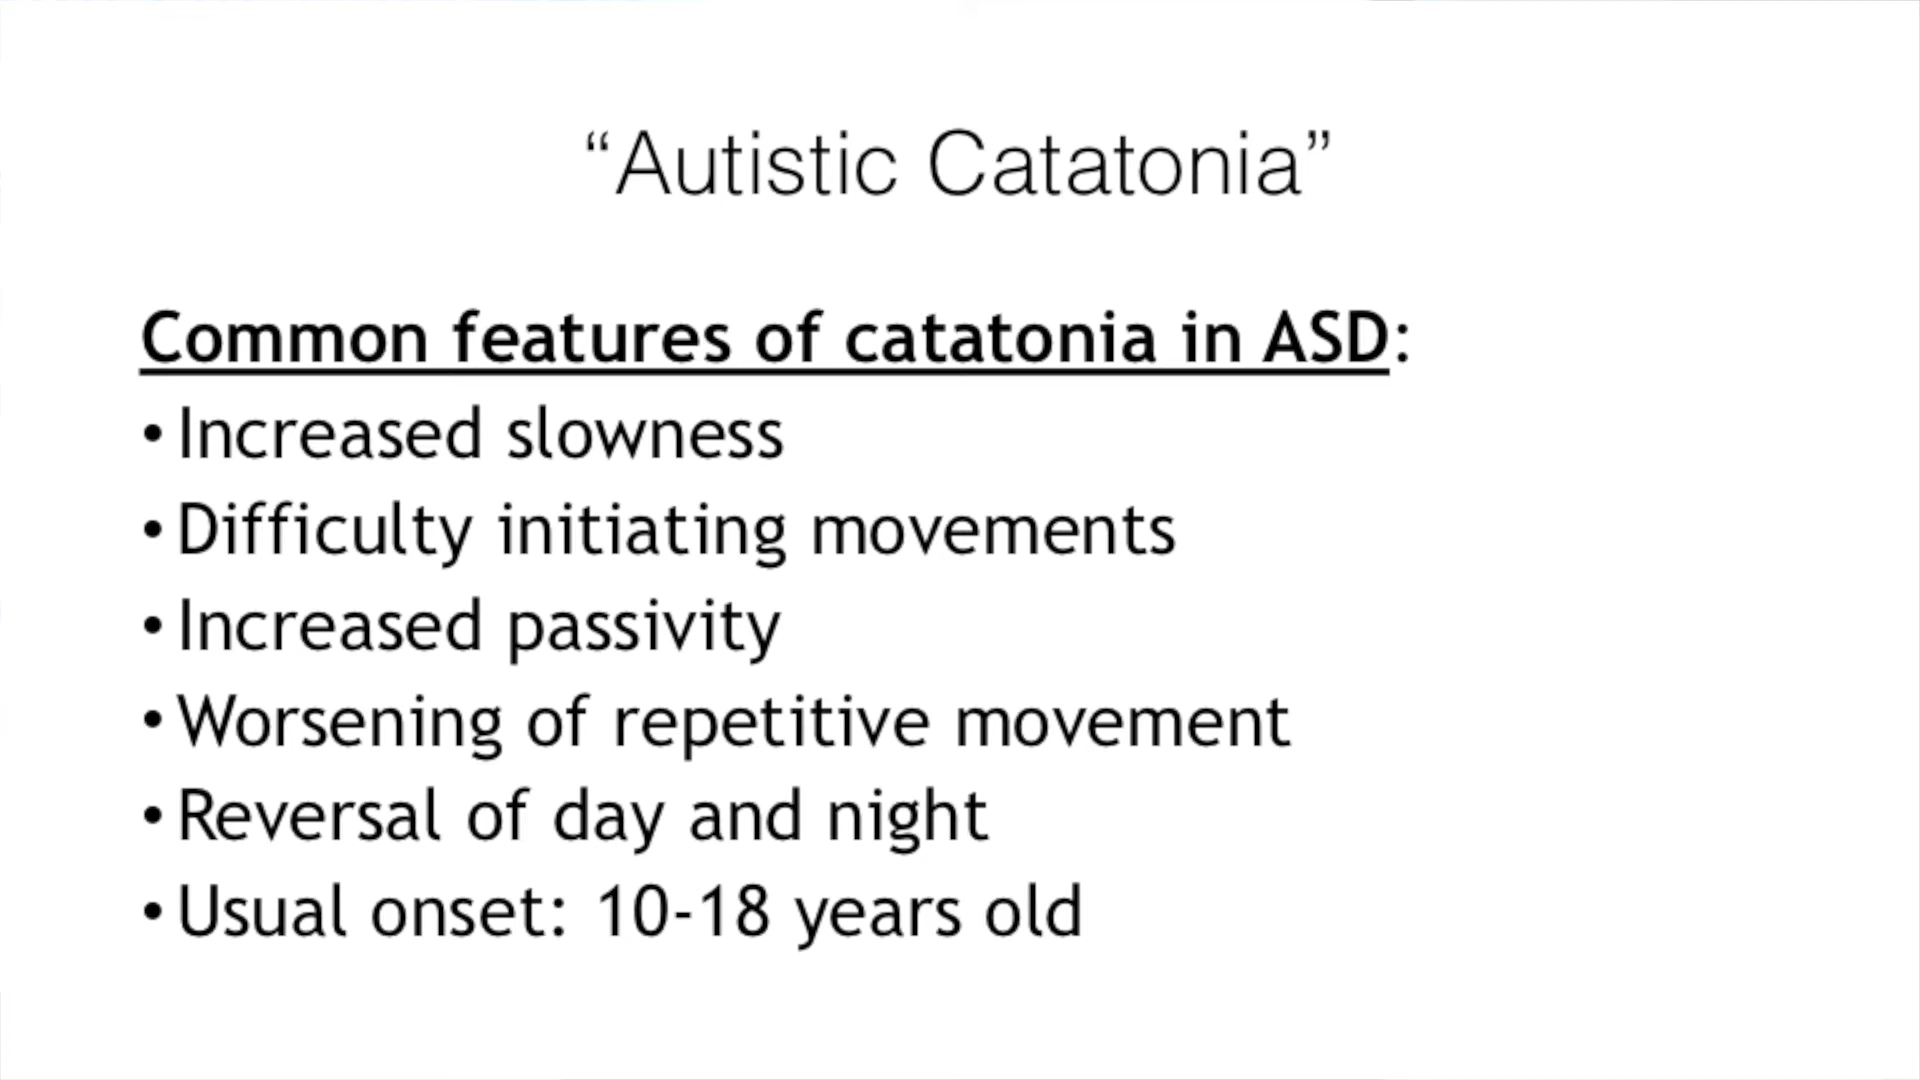 “Autistic Catatonia”
Common features of catatonia in ASD:
• Increased slowness
• Difficulty initiating movements
• Increased passivity
• Worsening of repetitive movement
• Reversal of day and night
• Usual onset: 10-18 years old